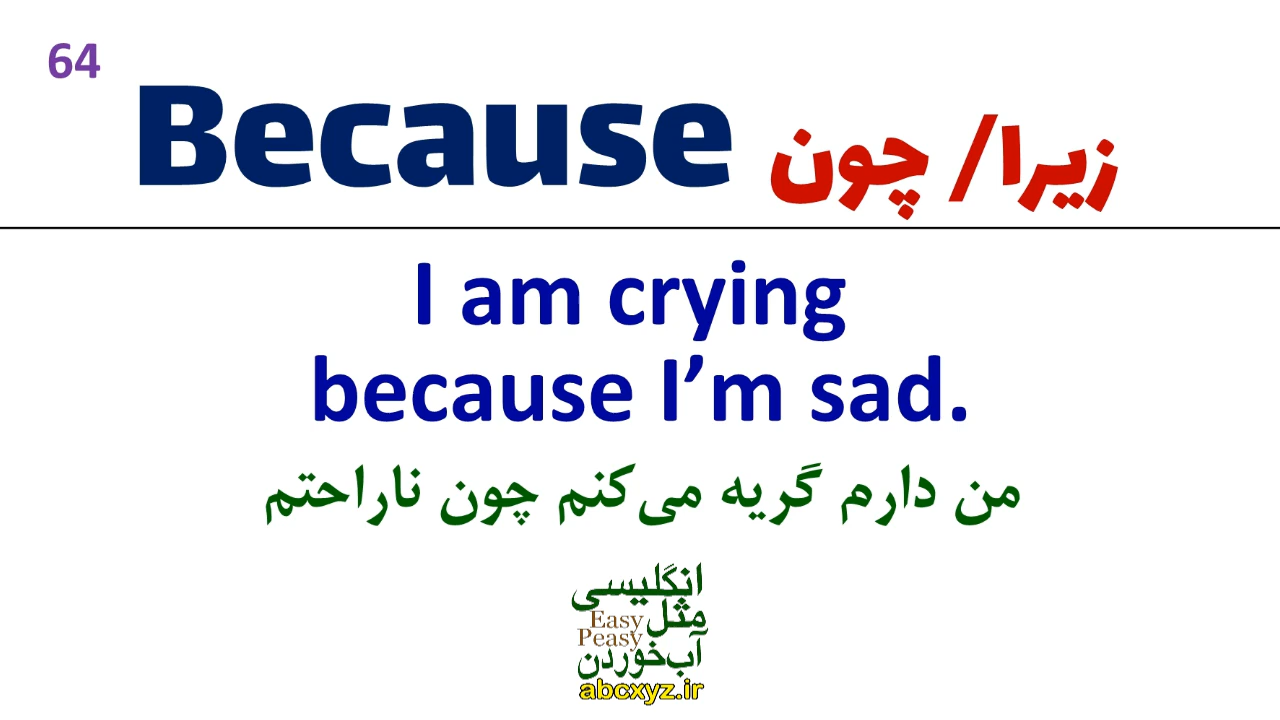 64
Because زیرا/ چون
I am crying
because I’m sad.
من دارم گریه می‌کنم چون ناراحتم
انگلیسی
مثل
Easy
Peasy
آب‌خوردن
abcxyz.ir